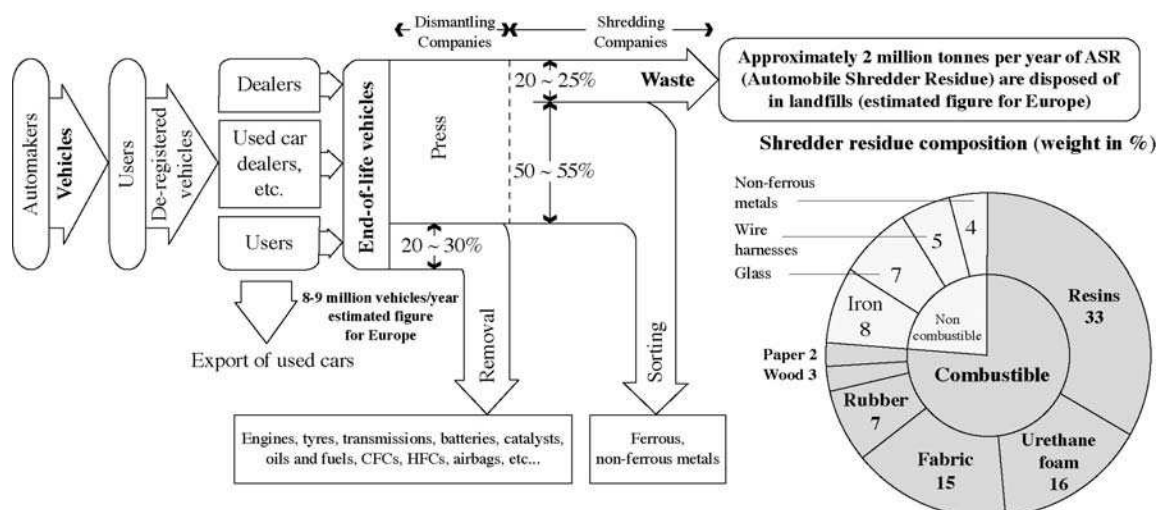 Automakers
Vehicles
Users
De-registered
vehicles
Dealers
Used car
dealers,
etc.
Users
End-of-life vehicles
Dismantling
Companies
Shredding
Companies
Press
20 ~ 25%
50 ~ 55%
20 ~ 30%
Waste
Approximately 2 million tonnes per year of ASR
(Automobile Shredder Residue) are disposed of
in landfills (estimated figure for Europe)
8-9 million vehicles/year
estimated figure
for Europe
Export of used cars
Removal
Sorting
Engines, tyres, transmissions, batteries, catalysts,
oils and fuels, CFCs, HFCs, airbags, etc...
Ferrous,
non-ferrous metals
Shredder residue composition (weight in %)
Non-ferrous
metals
4
Wire
harnesses
5
Glass
7
Iron
8
Non
combustible
Combustible
Resins
33
Paper 2
Wood 3
Rubber
7
Fabric
15
Urethane
foam
16